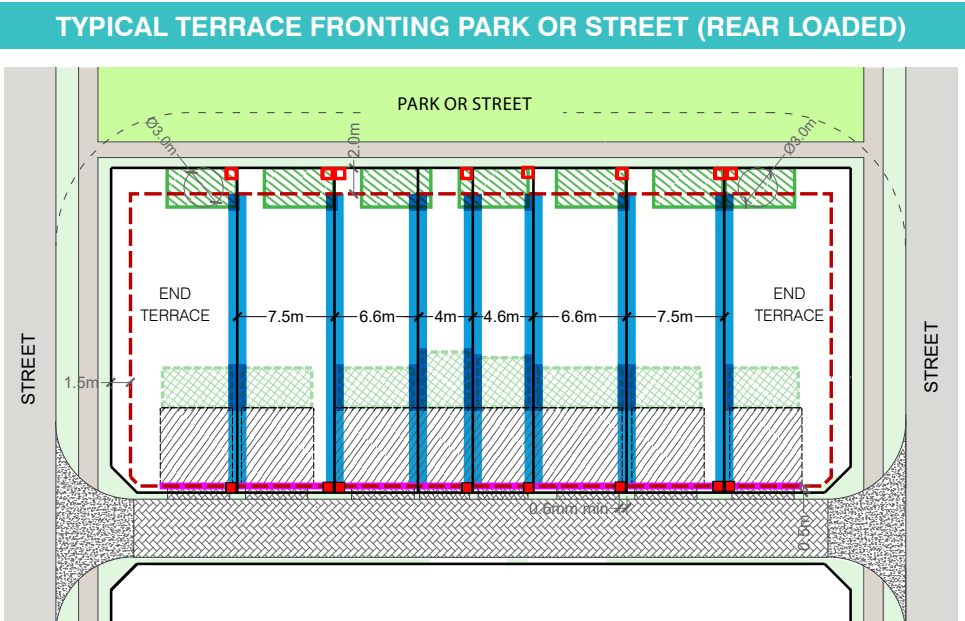 TYPICAL TERRACE FRONTING PARK OR STREET (REAR LOADED)
PARK OR STREET
Ø3.0m
2.0m
Ø3.0m
END
TERRACE
7.5m
6.6m
4m
4.6m
6.6m
7.5m
END
TERRACE
STREET
1.5m
STREET
0.6mm min
0.5m